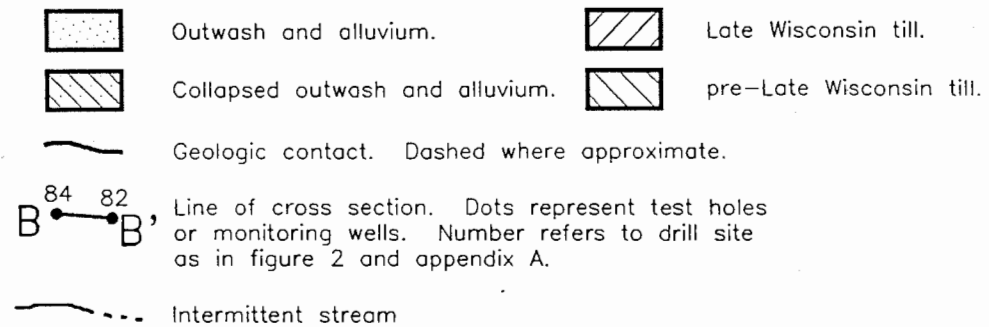 Outwash and alluvium.
Late Wisconsin till.
Collapsed outwash and alluvium.
pre-Late Wisconsin till.
Geologic contact. Dashed where approximate.
84 82
B B'
Line of cross section. Dots represent test holes
or monitoring wells. Number refers to drill site
as in figure 2 and appendix A.
Intermittent stream